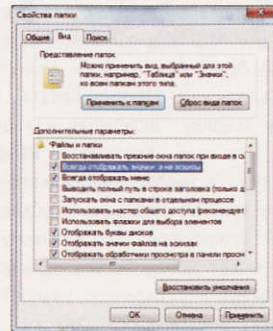 Свойства папки
Общие Вид Поиск
Представление папок
Можно применить вид, выбранный для этой
папки, например, "Таблица" или "Значки",
ко всем папкам этого типа.
Применить к папкам Сброс вида папок
Дополнительные параметры:
Файлы и папки
Восстанавливать прежние окна папок при входе в си
Всегда отображать значки, а не эскизы
Всегда отображать меню
Выводить полный путь в строке заголовка (только д
Запускать окна с папками в отдельном процессе
Использовать мастер общего доступа (рекомендует
Использовать флажки для выбора элементов
Отображать буквы дисков
Отображать значки файлов на эскизах
Отображать обработчики просмотра в панели просм
Восстановить умолчания
OK Отмена Применить